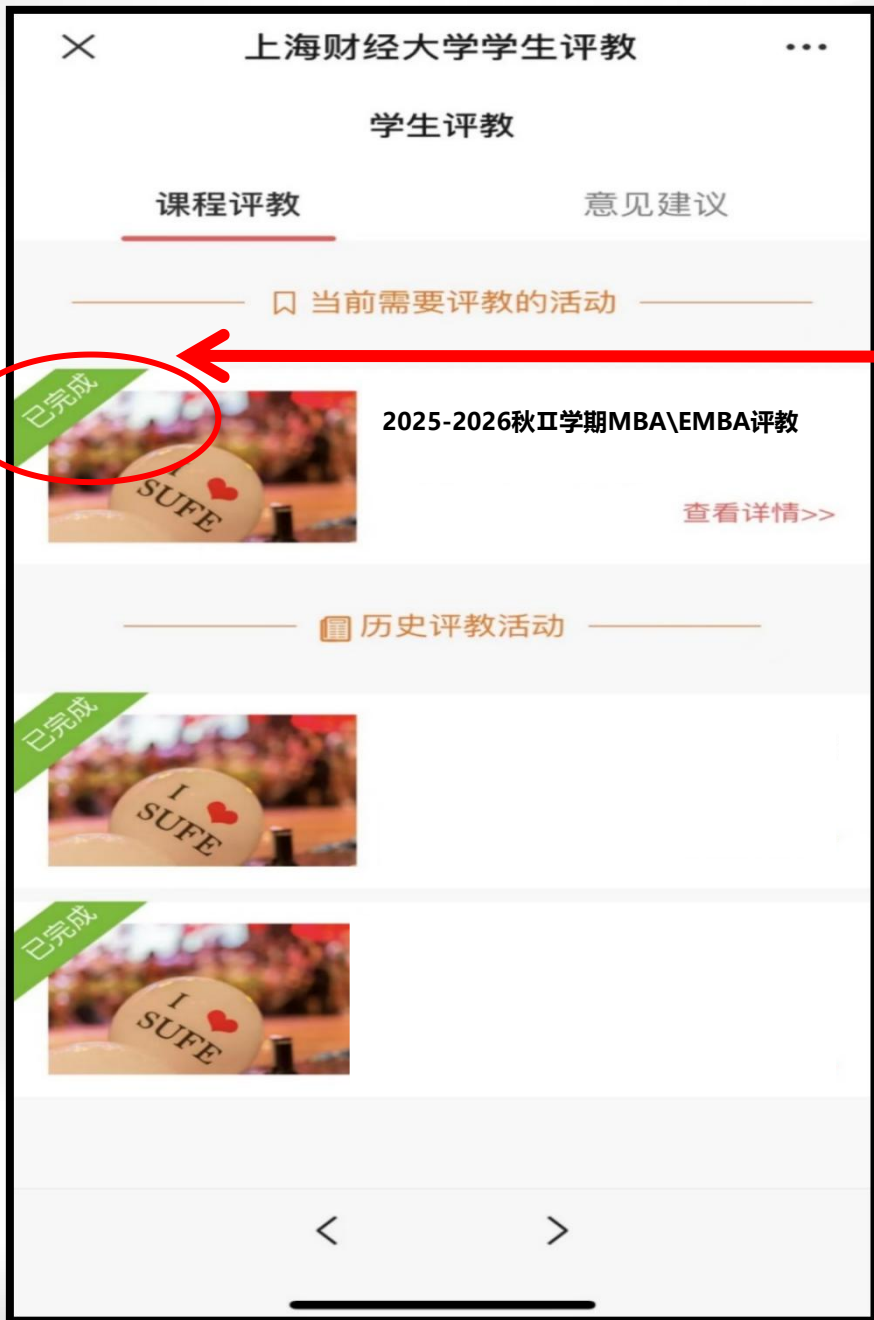 上海财经大学学生评教
学生评教
课程评教 意见建议
当前需要评教的活动
已完成
2025-2026秋II学期MBA\EMBA评教
I
SUFE
查看详情>>
历史评教活动
已完成
I
SUFE
已完成
I
SUFE